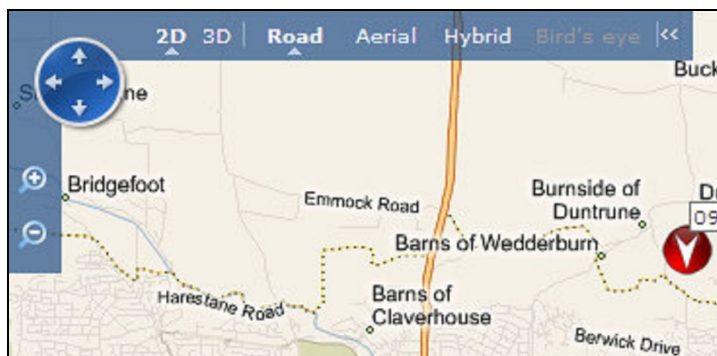 2D 3D Road Aerial Hybrid Bird's eye <<
ne
Buck
Bridgefoot
Emmock Road
Burnside of
Duntrune
D
09
Barns of Wedderburn
Harestane Road
Barns of
Claverhouse
Berwick Drive